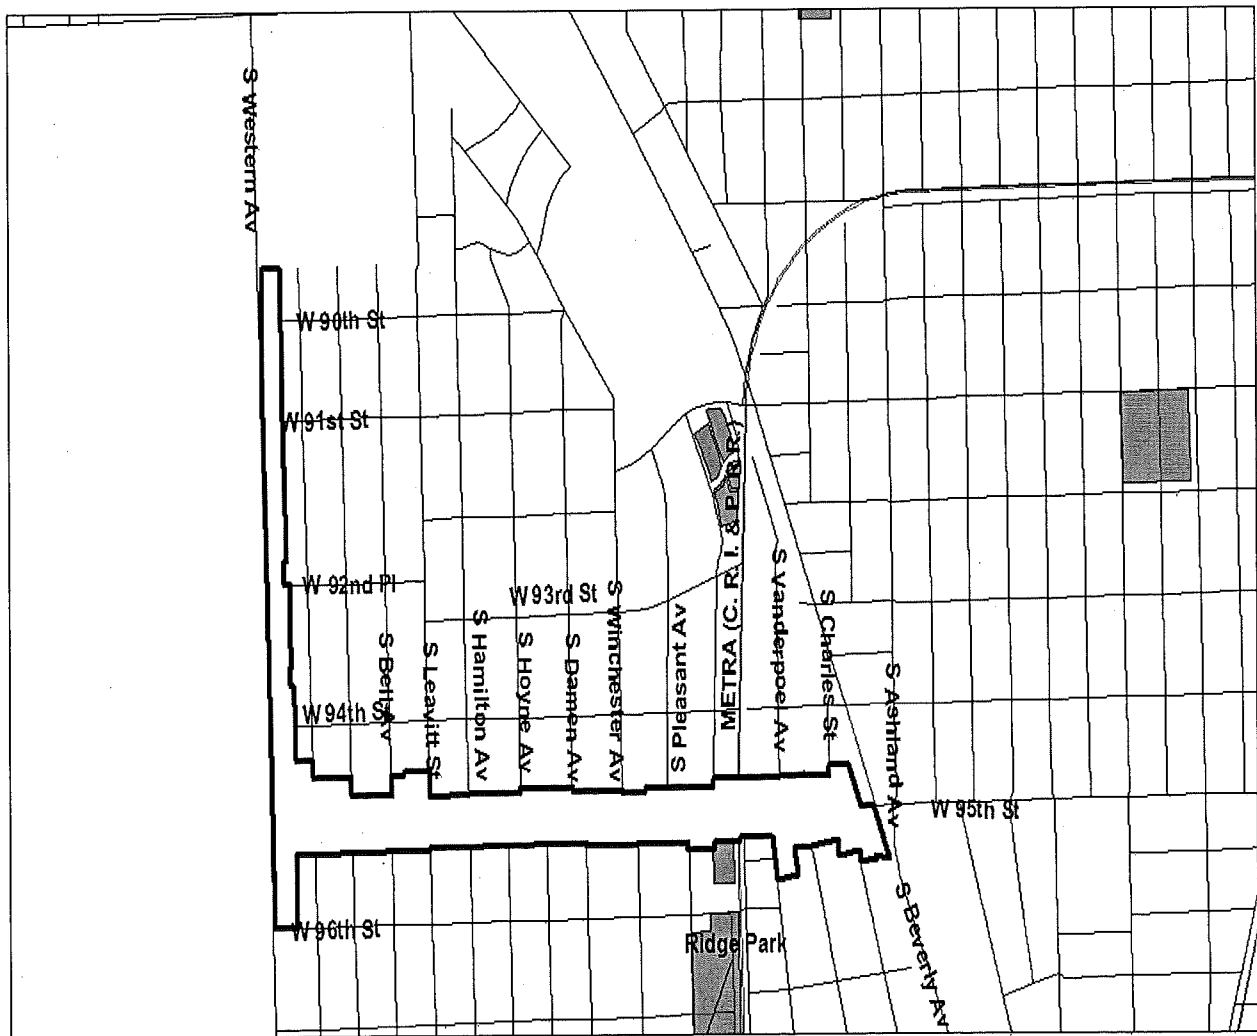 S Western Av
W 90th St
W 91st St
W 92nd Pl
W 93rd St
W 94th St
S Bell Av
S Leavitt St
S Hamilton Av
S Hoyne Av
S Damen Av
S Winchester Av
S Pleasant Av
METRA (C. R. I. & P. R.R.)
S Vanderpoel Av
S Charles St
S Ashland Av
W 95th St
S Beverly Av
W 96th St
Ridge Park